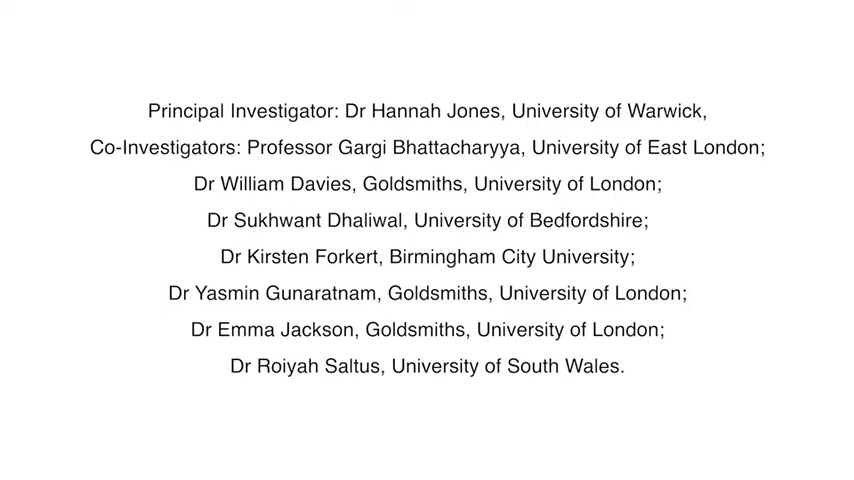 Principal Investigator: Dr Hannah Jones, University of Warwick,
Co-Investigators: Professor Gargi Bhattacharyya, University of East London;
Dr William Davies, Goldsmiths, University of London;
Dr Sukhwant Dhaliwal, University of Bedfordshire;
Dr Kirsten Forkert, Birmingham City University;
Dr Yasmin Gunaratnam, Goldsmiths, University of London;
Dr Emma Jackson, Goldsmiths, University of London;
Dr Roiyah Saltus, University of South Wales.